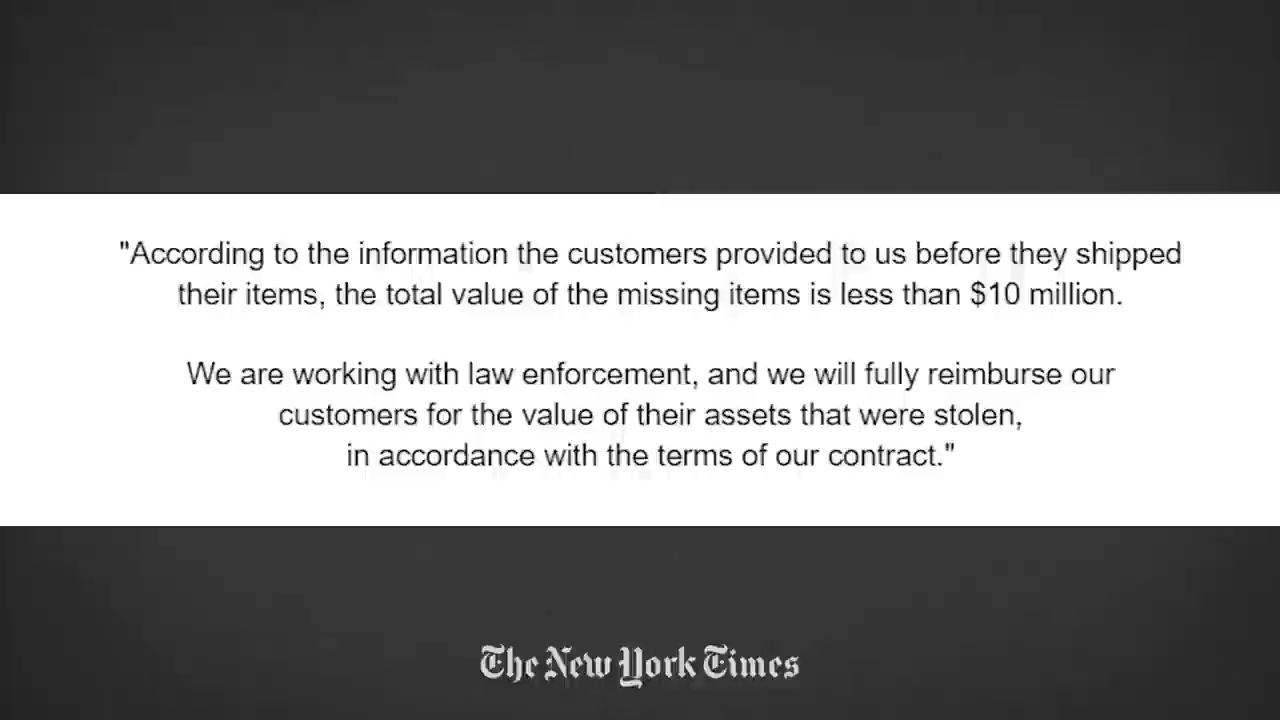 "According to the information the customers provided to us before they shipped
their items, the total value of the missing items is less than $10 million.
We are working with law enforcement, and we will fully reimburse our
customers for the value of their assets that were stolen,
in accordance with the terms of our contract."
The New York Times